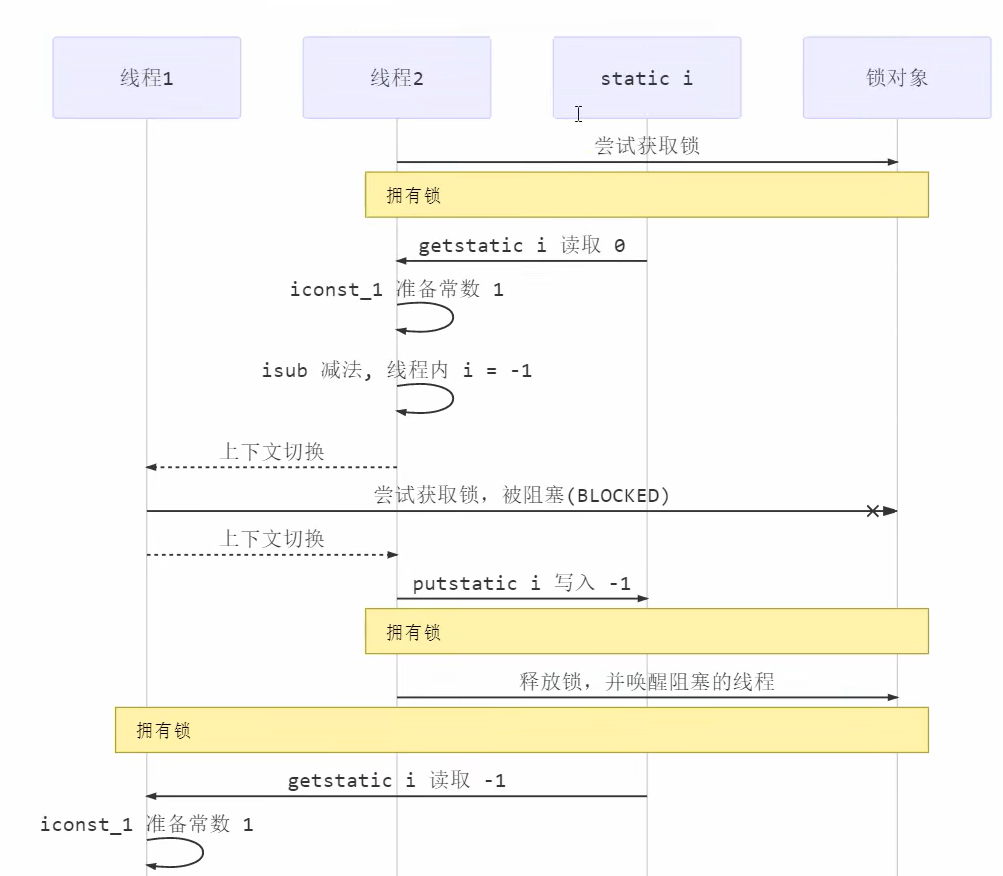 线程1
线程2
static i
锁对象
尝试获取锁
拥有锁
getstatic i 读取 0
iconst_1 准备常数 1
isub 减法, 线程内 i = -1
上下文切换
尝试获取锁，被阻塞(BLOCKED)
上下文切换
putstatic i 写入 -1
拥有锁
释放锁，并唤醒阻塞的线程
拥有锁
getstatic i 读取 -1
iconst_1 准备常数 1